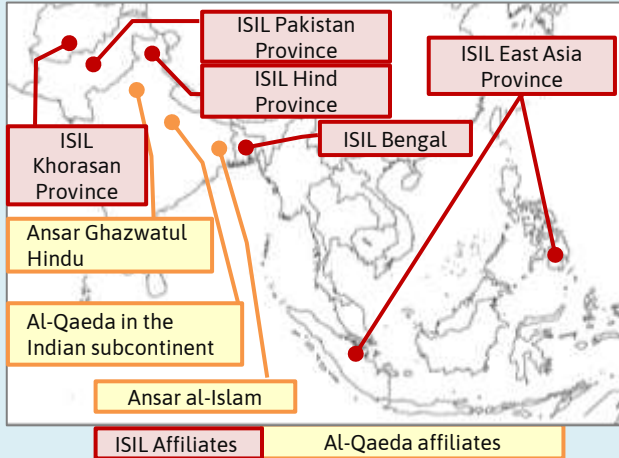 ISIL Pakistan
Province
ISIL East Asia
Province
ISIL Hind
Province
ISIL Bengal
ISIL
Khorasan
Province
Ansar Ghazwatul
Hindu
Al-Qaeda in the
Indian subcontinent
Ansar al-Islam
ISIL Affiliates
Al-Qaeda affiliates